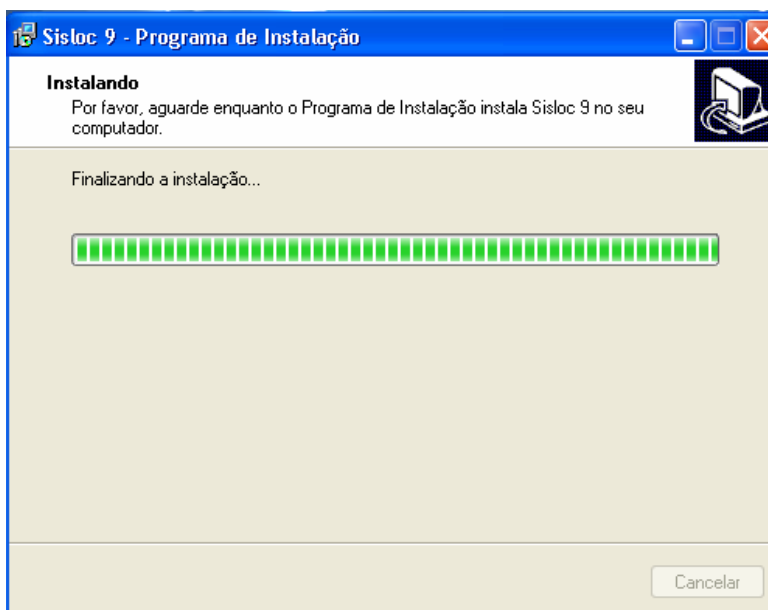 Sisloc 9 - Programa de Instalação
Instalando
Por favor, aguarde enquanto o Programa de Instalação instala Sisloc 9 no seu
computador.
Finalizando a instalação...
Cancelar